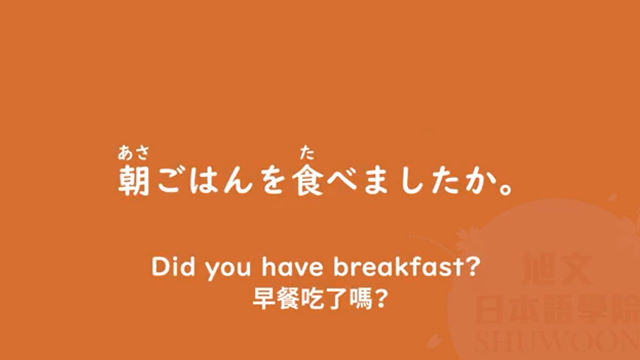 あさ た
朝ごはんを食べましたか。
Did you have breakfast?
早餐吃了嗎?
旭文
日本語學院
SHUWOON